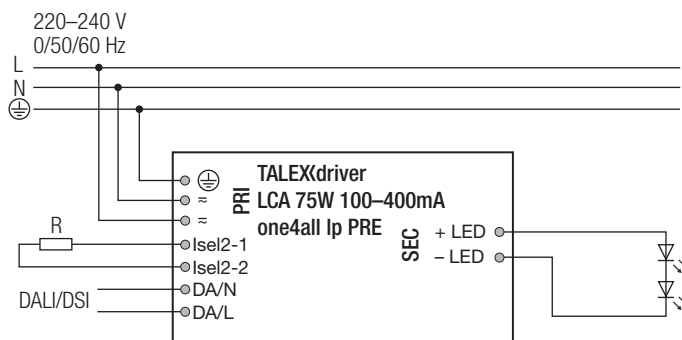 220–240 V
0/50/60 Hz
L
N
TALEXdriver
LCA 75W 100–400mA
one4all lp PRE
PRI
SEC
≂
≂
R
Isel2-1
Isel2-2
DALI/DSI
DA/N
DA/L
+ LED
– LED